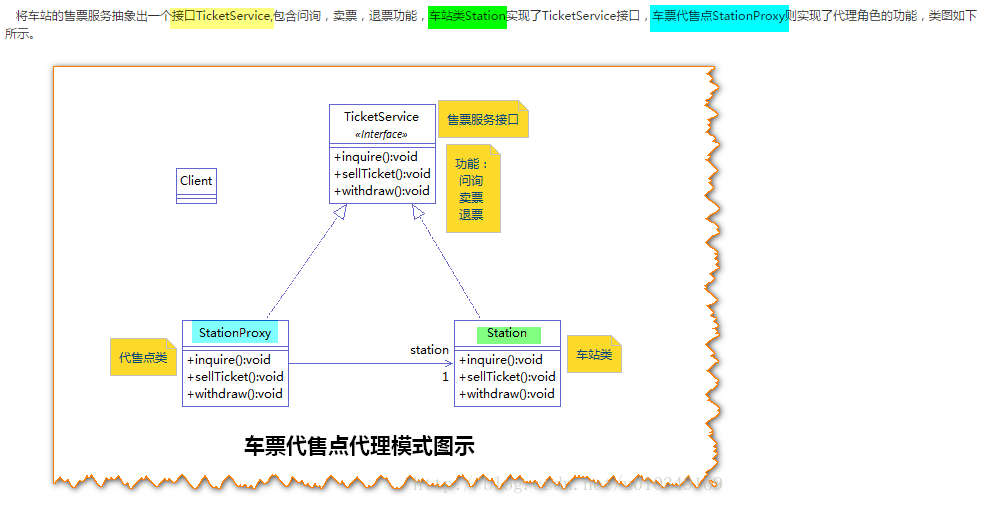 将车站的售票服务抽象出一个接口TicketService,包含问询，卖票，退票功能，车站类Station实现了TicketService接口，车票代售点StationProxy则实现了代理角色的功能，类图如下
所示。
TicketService
«Interface»
+inquire():void
+sellTicket():void
+withdraw():void
售票服务接口
功能：
问询
卖票
退票
Client
代售点类
StationProxy
+inquire():void
+sellTicket():void
+withdraw():void
station
1
Station
+inquire():void
+sellTicket():void
+withdraw():void
车站类
车票代售点代理模式图示